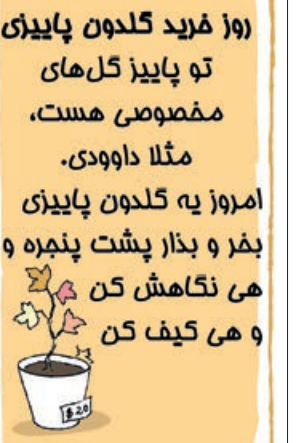 روز خرید گلدون پاییزی
تو پاییز گل‌های
مخصوصی هست،
مثلا داوودی.
امروز یه گلدون پاییزی
بخر و بذار پشت پنجره و
هی نگاهش کن
و هی کیف کن
$ 20